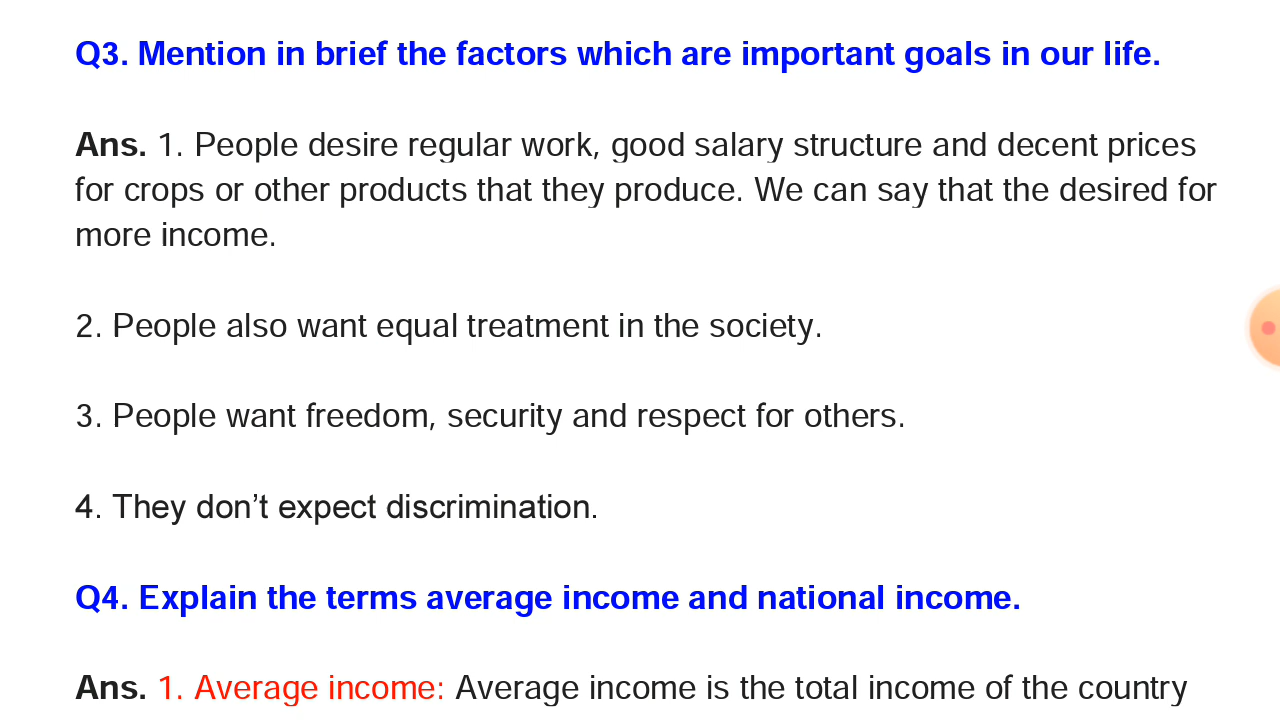 Q3. Mention in brief the factors which are important goals in our life.
Ans. 1. People desire regular work, good salary structure and decent prices
for crops or other products that they produce. We can say that the desired for
more income.
2. People also want equal treatment in the society.
3. People want freedom, security and respect for others.
4. They don’t expect discrimination.
Q4. Explain the terms average income and national income.
Ans. 1. Average income: Average income is the total income of the country